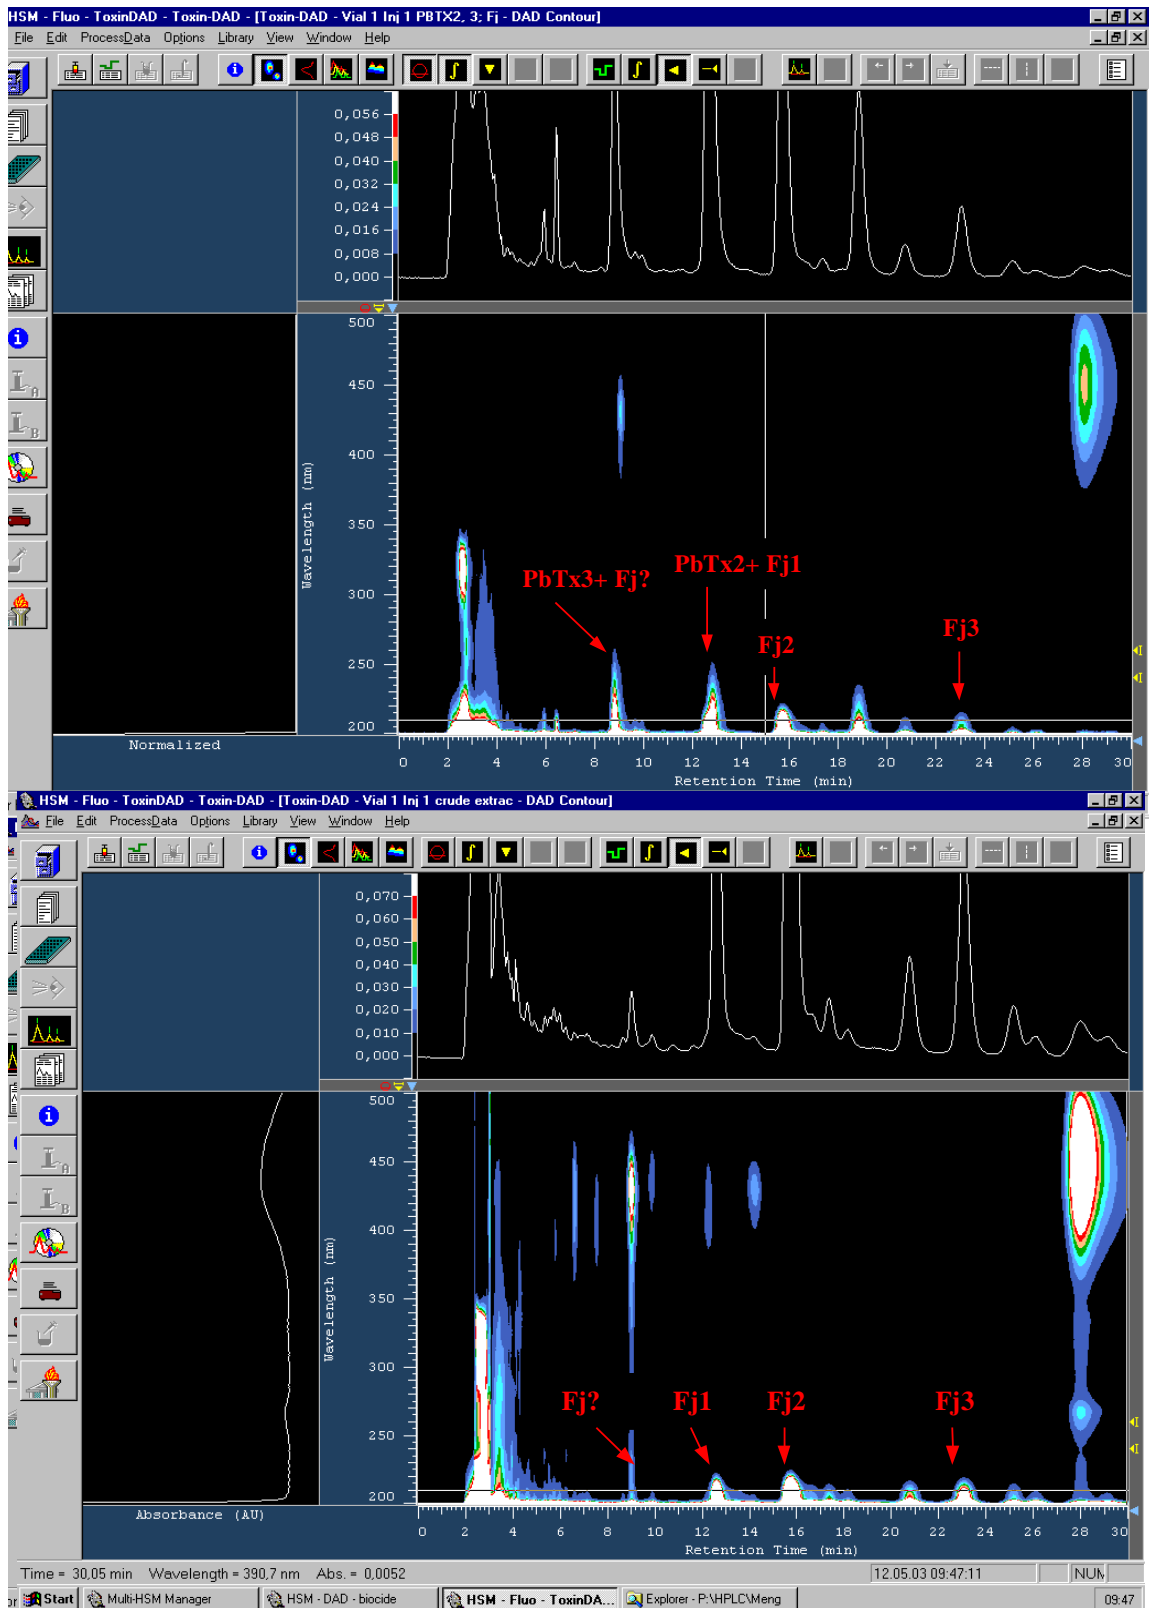 HSM - Fluo - ToxinDAD - Toxin-DAD - [Toxin-DAD - Vial 1 Inj 1 PBTX2, 3; Fj - DAD Contour]
File Edit ProcessData Options Library View Window Help
0,056
0,048
0,040
0,032
0,024
0,016
0,008
0,000
500
450
400
350
300
250
200
Wavelength (nm)
A
B
PbTx3+ Fj?
PbTx2+ Fj1
Fj2
Fj3
Normalized
0 2 4 6 8 10 12 14 16 18 20 22 24 26 28 30
Retention Time (min)
HSM - Fluo - ToxinDAD - Toxin-DAD - [Toxin-DAD - Vial 1 Inj 1 crude extrac - DAD Contour]
File Edit ProcessData Options Library View Window Help
0,070
0,060
0,050
0,040
0,030
0,020
0,010
0,000
500
450
400
350
300
250
200
Wavelength (nm)
A
B
Fj?
Fj1
Fj2
Fj3
Absorbance (AU)
0 2 4 6 8 10 12 14 16 18 20 22 24 26 28 30
Retention Time (min)
Time = 30,05 min Wavelength = 390,7 nm Abs. = 0,0052 12.05.03 09:47:11 NUM
Start Multi-HSM Manager HSM - DAD - biocide HSM - Fluo - ToxinDA... Explorer - P:\HPLC\Meng 09:47